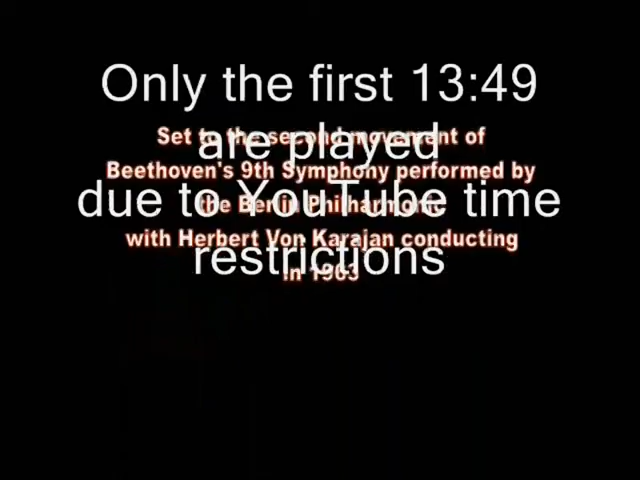 Only the first 13:49
are played
due to YouTube time
restrictions
Set to the second movement of
Beethoven's 9th Symphony performed by
the Berlin Philharmonic
with Herbert Von Karajan conducting
in 1963